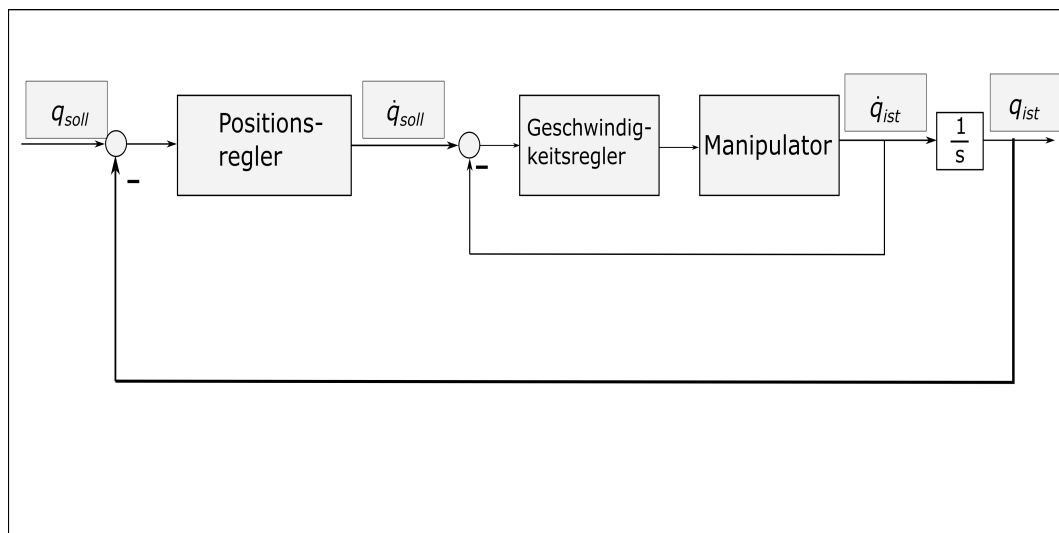 q_soll
Positions-
regler
q̇_soll
Geschwindig-
keitsregler
Manipulator
q̇_ist
1
s
q_ist
-
-